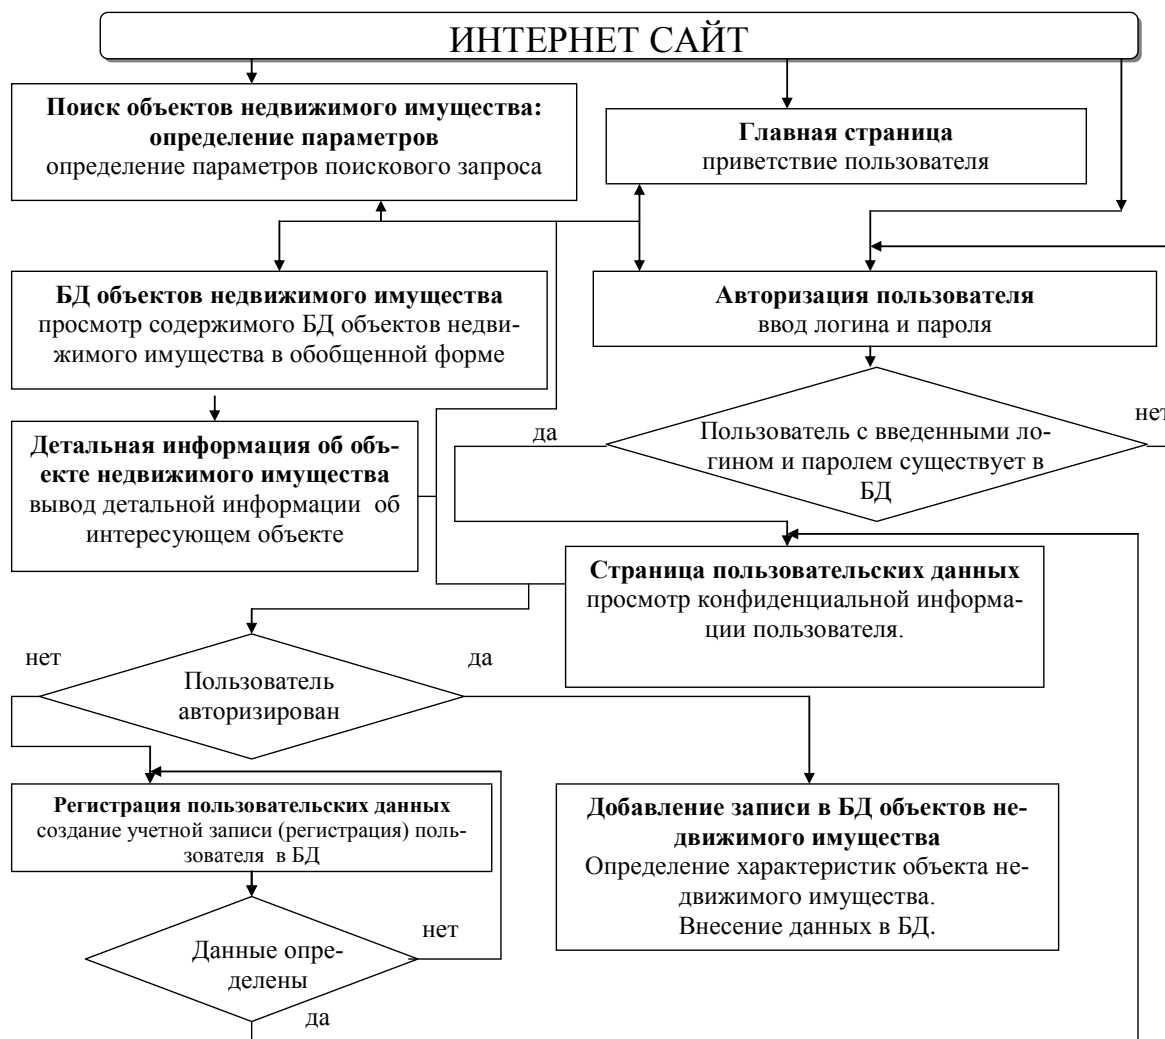 ИНТЕРНЕТ САЙТ
Поиск объектов недвижимого имущества:
определение параметров
определение параметров поискового запроса
Главная страница
приветствие пользователя
БД объектов недвижимого имущества
просмотр содержимого БД объектов недви-
жимого имущества в обобщенной форме
Авторизация пользователя
ввод логина и пароля
Детальная информация об объ-
екте недвижимого имущества
вывод детальной информации об
интересующем объекте
да
Пользователь с введенными ло-
гином и паролем существует в
БД
нет
Страница пользовательских данных
просмотр конфиденциальной информа-
ции пользователя.
нет
Пользователь
авторизирован
да
Регистрация пользовательских данных
создание учетной записи (регистрация) поль-
зователя в БД
Добавление записи в БД объектов не-
движимого имущества
Определение характеристик объекта не-
движимого имущества.
Внесение данных в БД.
Данные опре-
делены
нет
да